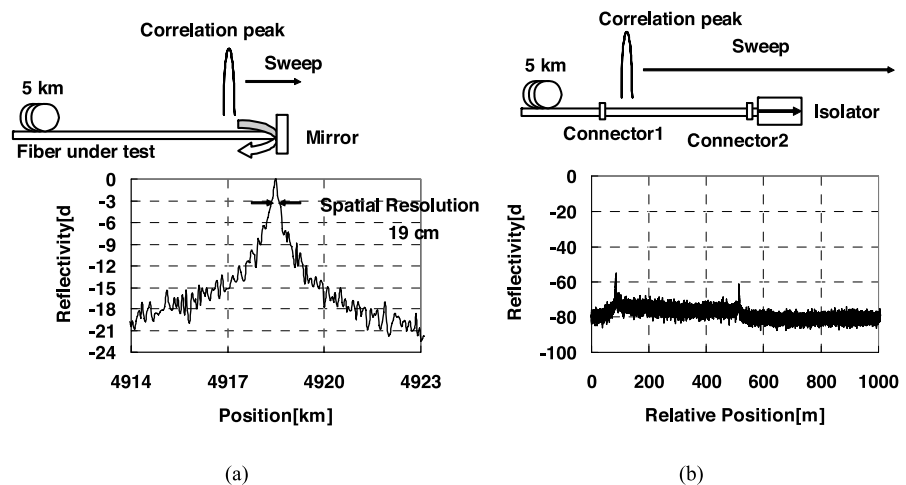 Correlation peak
Sweep
5 km
Mirror
Fiber under test
Reflectivity[d
0
-3
-6
-9
-12
-15
-18
-21
-24
Spatial Resolution
19 cm
4914 4917 4920 4923
Position[km]
(a)
Correlation peak
Sweep
5 km
Isolator
Connector1
Connector2
Reflectivity[d
0
-20
-40
-60
-80
-100
0 200 400 600 800 1000
Relative Position[m]
(b)